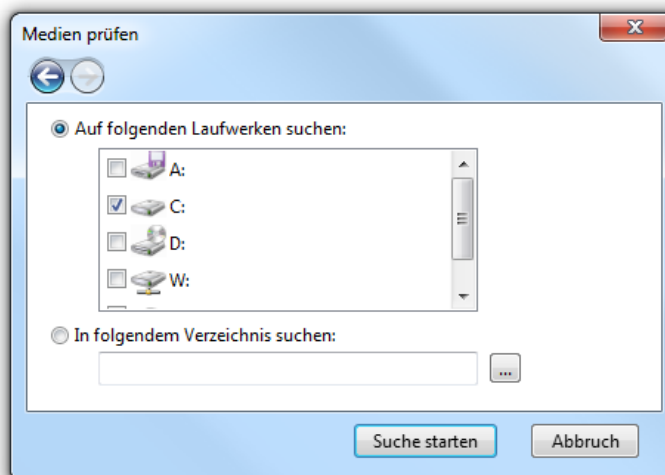 Medien prüfen
Auf folgenden Laufwerken suchen:
A:
C:
D:
W:
In folgendem Verzeichnis suchen:
...
Suche starten
Abbruch